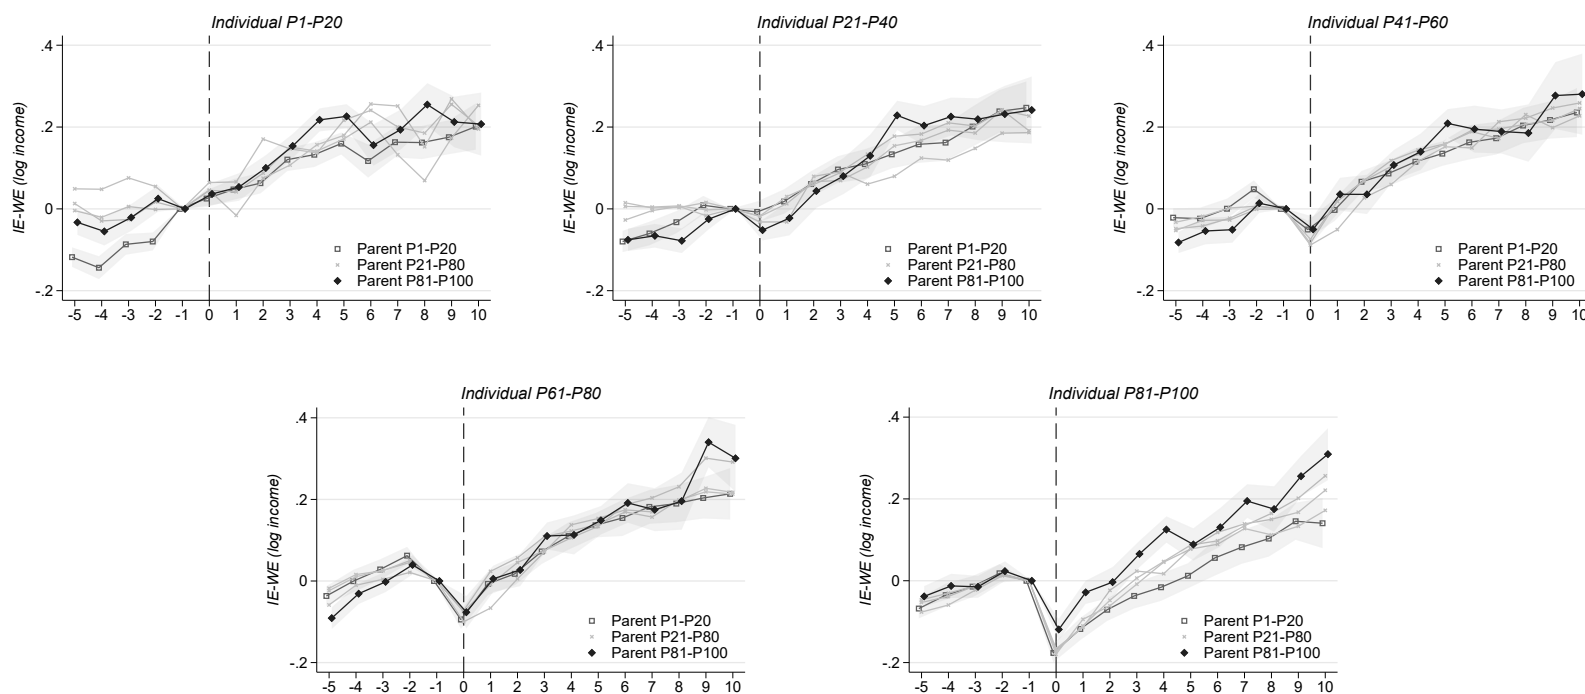 Individual P1-P20
IE-WE (log income)
.4
.2
0
-.2
Parent P1-P20
Parent P21-P80
Parent P81-P100
-5 -4 -3 -2 -1 0 1 2 3 4 5 6 7 8 9 10
Individual P21-P40
IE-WE (log income)
.4
.2
0
-.2
Parent P1-P20
Parent P21-P80
Parent P81-P100
-5 -4 -3 -2 -1 0 1 2 3 4 5 6 7 8 9 10
Individual P41-P60
IE-WE (log income)
.4
.2
0
-.2
Parent P1-P20
Parent P21-P80
Parent P81-P100
-5 -4 -3 -2 -1 0 1 2 3 4 5 6 7 8 9 10
Individual P61-P80
IE-WE (log income)
.4
.2
0
-.2
Parent P1-P20
Parent P21-P80
Parent P81-P100
-5 -4 -3 -2 -1 0 1 2 3 4 5 6 7 8 9 10
Individual P81-P100
IE-WE (log income)
.4
.2
0
-.2
Parent P1-P20
Parent P21-P80
Parent P81-P100
-5 -4 -3 -2 -1 0 1 2 3 4 5 6 7 8 9 10